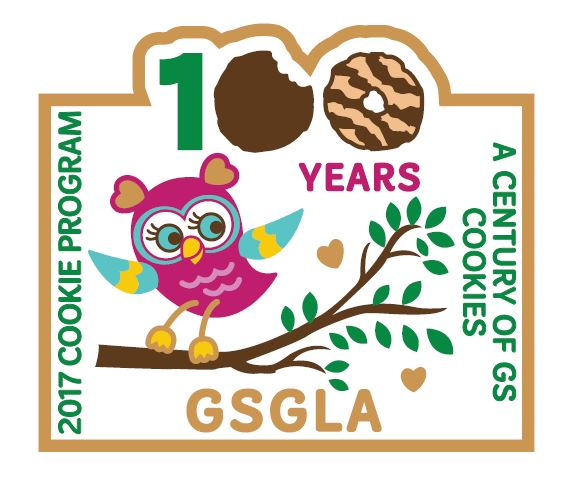 100
YEARS
2017 COOKIE PROGRAM
A CENTURY OF GS
COOKIES
GSGLA